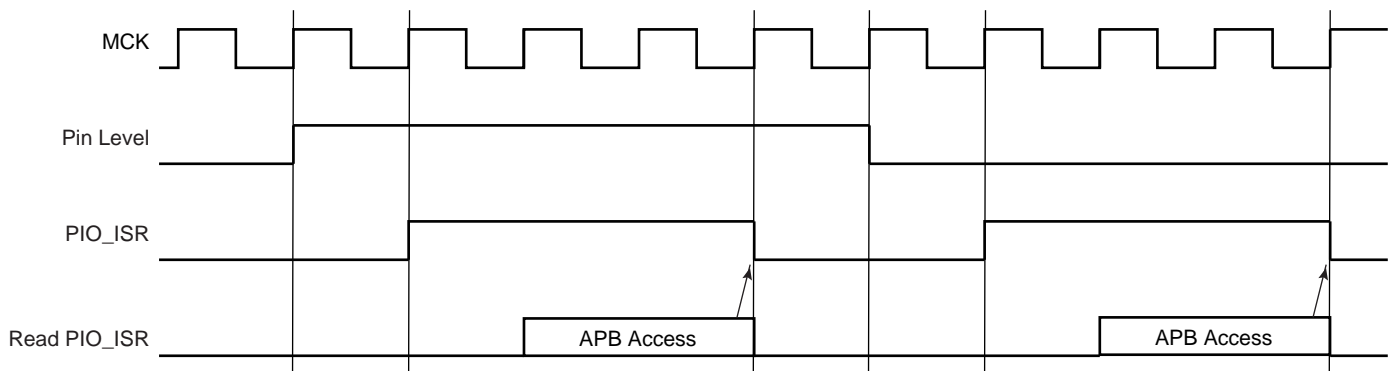 MCK
Pin Level
PIO_ISR
Read PIO_ISR
APB Access
APB Access